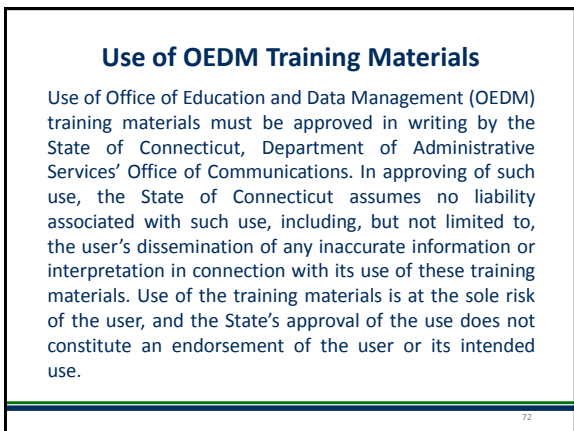 Use of OEDM Training Materials
Use of Office of Education and Data Management (OEDM)
training materials must be approved in writing by the
State of Connecticut, Department of Administrative
Services’ Office of Communications. In approving of such
use, the State of Connecticut assumes no liability
associated with such use, including, but not limited to,
the user’s dissemination of any inaccurate information or
interpretation in connection with its use of these training
materials. Use of the training materials is at the sole risk
of the user, and the State’s approval of the use does not
constitute an endorsement of the user or its intended
use.
72